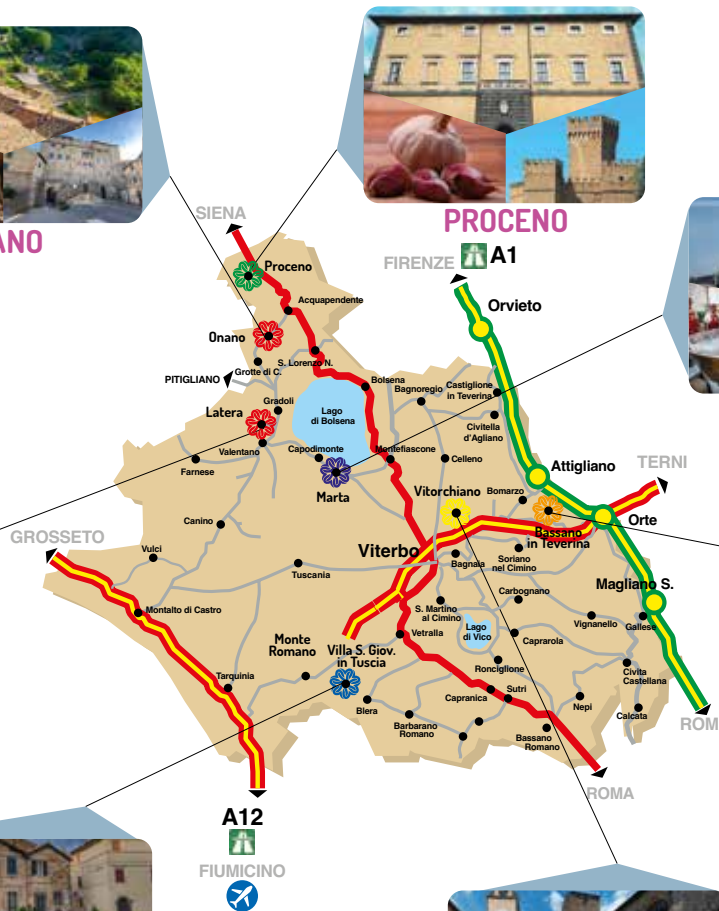 ANO
PROCENO
SIENA
FIRENZE
A1
Proceno
Orvieto
Acquapendente
Onano
S. Lorenzo N.
Grotte di C.
PITIGLIANO
Bolsena
Bagnoregio
Castiglione
in Teverina
Gradoli
Lago
di Bolsena
Latera
Civitella
d'Agliano
Valentano
Capodimonte
Montefiascone
Celleno
Attigliano
TERNI
Farnese
Marta
Vitorchiano
Bomarzo
Orte
Canino
Bassano
in Teverina
GROSSETO
Vulci
Viterbo
Bagnaia
Soriano
nel Cimino
Tuscania
Magliano S.
Carbognano
Montalto di Castro
S. Martino
al Cimino
Lago
di Vico
Vignanello
Gallese
Vetralla
Caprarola
Monte
Romano
Villa S. Giov.
in Tuscia
Ronciglione
Civita
Castellana
Tarquinia
Capranica
Sutri
Nepi
Calcata
Blera
Barbarano
Romano
Bassano
Romano
ROM
ROMA
A12
FIUMICINO